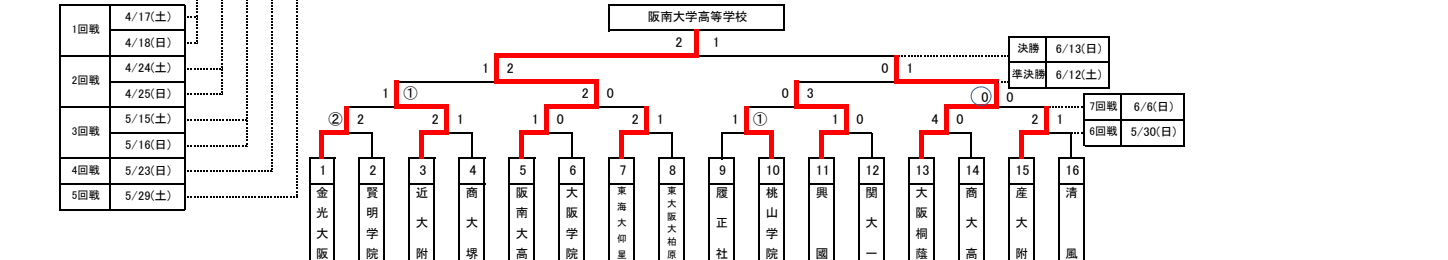 阪南大学高等学校
1回戦 4/17(土)
4/18(日)
2回戦 4/24(土)
4/25(日)
3回戦 5/15(土)
5/16(日)
4回戦 5/23(日)
5回戦 5/29(土)
決勝 6/13(日)
準決勝 6/12(土)
7回戦 6/6(日)
6回戦 5/30(日)
2 1
1 2 0 1
1 ① 2 0 0 3 0 0
② 2 2 1 1 0 2 1 1 ① 1 0 4 0 2 1
1 2 3 4 5 6 7 8 9 10 11 12 13 14 15 16
金光大阪
賢明学院
近大附
商大堺
阪南大高
大阪学院
東海大仰星
東大阪大柏原
履正社
桃山学院
興國
関大一
大阪桐蔭
商大高
産大附
清風